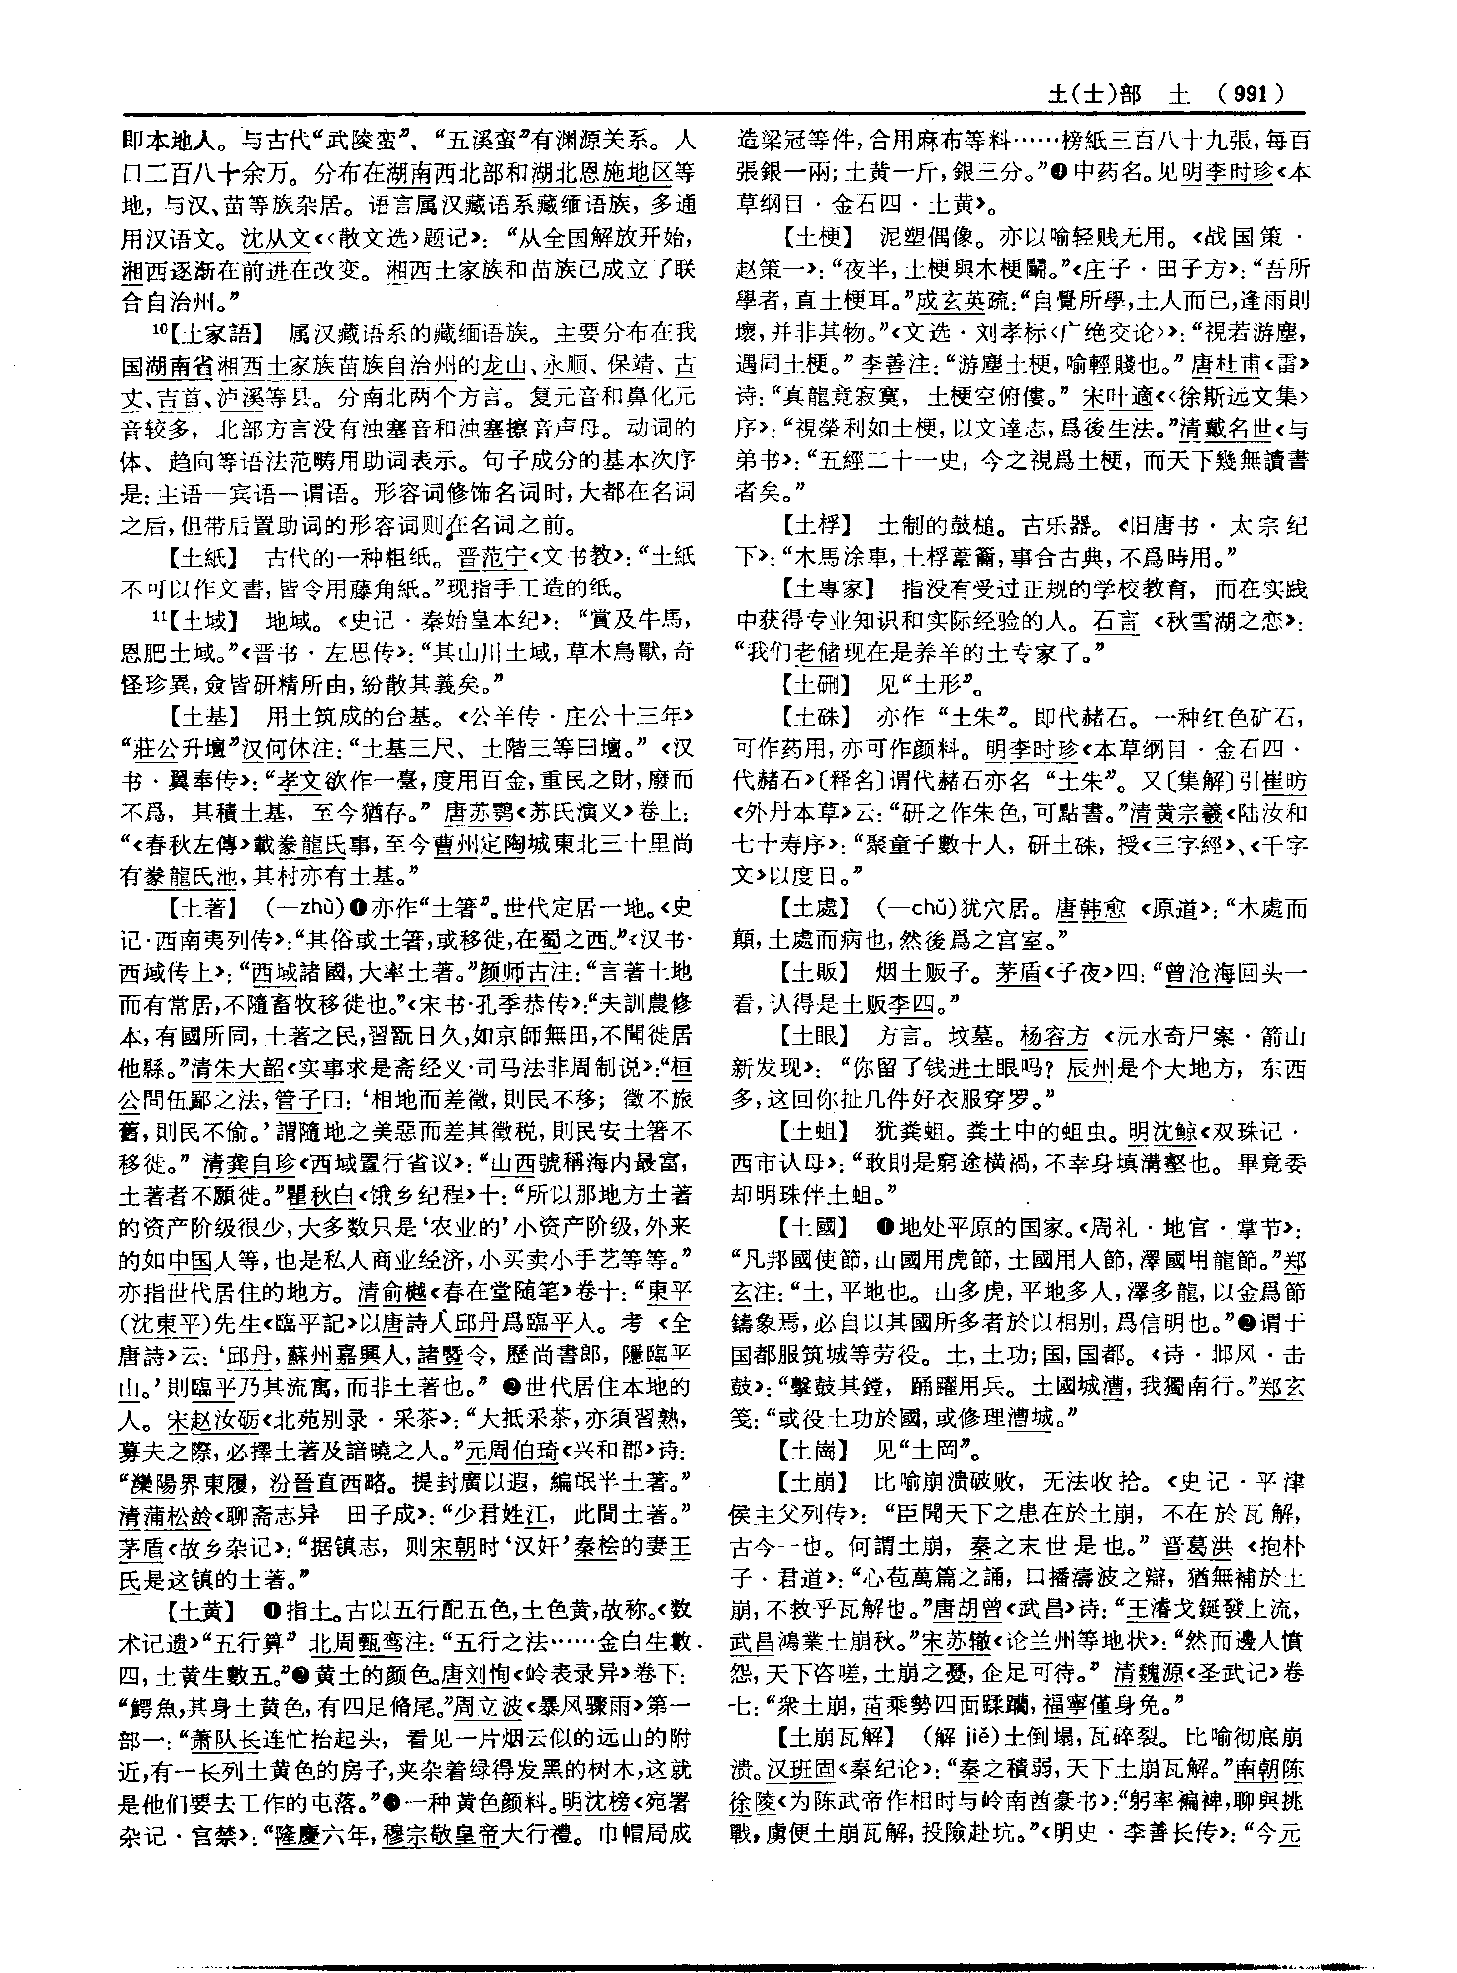 土(士)部　土　(991)
即本地人。与古代“武陵蛮”、“五溪蛮”有渊源关系。人
口二百八十余万。分布在湖南西北部和湖北恩施地区等
地，与汉、苗等族杂居。语言属汉藏语系藏缅语族，多通
用汉语文。沈从文《〈散文选〉题记》：“从全国解放开始，
湘西逐渐在前进在改变。湘西土家族和苗族已成立了联
合自治州。”
10【土家語】　属汉藏语系的藏缅语族。主要分布在我
国湖南省湘西土家族苗族自治州的龙山、永顺、保靖、古
丈、吉首、泸溪等县。分南北两个方言。复元音和鼻化元
音较多，北部方言没有浊塞音和浊塞擦音声母。动词的
体、趋向等语法范畴用助词表示。句子成分的基本次序
是：主语—宾语—谓语。形容词修饰名词时，大都在名词
之后，但带后置助词的形容词则在名词之前。
【土紙】　古代的一种粗纸。晋范宁《文书教》：“土紙
不可以作文書，皆令用藤角紙。”现指手工造的纸。
11【土域】　地域。《史记·秦始皇本纪》：“賞及牛馬，
恩肥土域。”《晋书·左思传》：“其山川土域，草木鳥獸，奇
怪珍異，僉皆研精所由，紛散其義矣。”
【土基】　用土筑成的台基。《公羊传·庄公十三年》
“莊公升壇”汉何休注：“土基三尺、土階三等曰壇。”《汉
书·翼奉传》：“孝文欲作一臺，度用百金，重民之財，廢而
不爲，其積土基，至今猶存。”唐苏鹗《苏氏演义》卷上：
“《春秋左傳》載豢龍氏事，至今曹州定陶城東北三十里尚
有豢龍氏池，其村亦有土基。”
【土著】　(—zhù)❶亦作“土箸”。世代定居一地。《史
记·西南夷列传》：“其俗或土箸，或移徙，在蜀之西。”《汉书·
西域传上》：“西域諸國，大率土著。”颜师古注：“言著土地
而有常居，不隨畜牧移徙也。”《宋书·孔季恭传》：“夫訓農修
本，有國所同，土著之民，習翫日久，如京師無田，不聞徙居
他縣。”清朱大韶《实事求是斋经义·司马法非周制说》：“桓
公問伍鄙之法，管子曰：‘相地而差徵，則民不移；徵不旅
舊，則民不偷。’謂隨地之美惡而差其徵税，則民安土箸不
移徙。”清龚自珍《西域置行省议》：“山西號稱海内最富，
土著者不願徙。”瞿秋白《饿乡纪程》十：“所以那地方土著
的资产阶级很少，大多数只是‘农业的’小资产阶级，外来
的如中国人等，也是私人商业经济，小买卖小手艺等等。”
亦指世代居住的地方。清俞樾《春在堂随笔》卷十：“東平
(沈東平)先生《臨平記》以唐詩人邱丹爲臨平人。考《全
唐詩》云：‘邱丹，蘇州嘉興人，諸暨令，歷尚書郎，隱臨平
山。’則臨平乃其流寓，而非土著也。”❷世代居住本地的
人。宋赵汝砺《北苑别录·采茶》：“大抵采茶，亦須習熟，
募夫之際，必擇土著及諳曉之人。”元周伯琦《兴和郡》诗：
“灤陽界東履，汾晉直西略。提封廣以遐，編氓半土著。”
清蒲松龄《聊斋志异　田子成》：“少君姓江，此間土著。”
茅盾《故乡杂记》：“据镇志，则宋朝时‘汉奸’秦桧的妻王
氏是这镇的土著。”
【土黄】　❶指土。古以五行配五色，土色黄，故称。《数
术记遗》“五行算”北周甄鸾注：“五行之法……金白生數
四，土黄生數五。”❷黄土的颜色。唐刘恂《岭表录异》卷下：
“鰐魚，其身土黄色，有四足脩尾。”周立波《暴风骤雨》第一
部一：“萧队长连忙抬起头，看见一片烟云似的远山的附
近，有一长列土黄色的房子，夹杂着绿得发黑的树木，这就
是他们要去工作的屯落。”❸一种黄色颜料。明沈榜《宛署
杂记·宫禁》：“隆慶六年，穆宗敬皇帝大行禮。巾帽局成
造梁冠等件，合用麻布等料……榜紙三百八十九張，每百
張銀一兩；土黄一斤，銀三分。”❹中药名。见明李时珍《本
草纲目·金石四·土黄》。
【土梗】　泥塑偶像。亦以喻轻贱无用。《战国策·
赵策一》：“夜半，土梗與木梗鬭。”《庄子·田子方》：“吾所
學者，直土梗耳。”成玄英疏：“自覺所學，土人而已，逢雨則
壞，并非其物。”《文选·刘孝标〈广绝交论〉》：“視若游塵，
遇同土梗。”李善注：“游塵土梗，喻輕賤也。”唐杜甫《雷》
诗：“真龍竟寂寞，土梗空俯僂。”宋叶適《〈徐斯远文集〉
序》：“視榮利如土梗，以文達志，爲後生法。”清戴名世《与
弟书》：“五經二十一史，今之視爲土梗，而天下幾無讀書
者矣。”
【土桴】　土制的鼓槌。古乐器。《旧唐书·太宗纪
下》：“木馬涂車，土桴葦籥，事合古典，不爲時用。”
【土專家】　指没有受过正规的学校教育，而在实践
中获得专业知识和实际经验的人。石言《秋雪湖之恋》：
“我们老储现在是养羊的土专家了。”
【土硎】　见“土形”。
【土硃】　亦作“土朱”。即代赭石。一种红色矿石，
可作药用，亦可作颜料。明李时珍《本草纲目·金石四·
代赭石》〔释名〕谓代赭石亦名“土朱”。又〔集解〕引崔昉
《外丹本草》云：“研之作朱色，可點書。”清黄宗羲《陆汝和
七十寿序》：“聚童子數十人，研土硃，授《三字經》、《千字
文》以度日。”
【土處】　(—chǔ)犹穴居。唐韩愈《原道》：“木處而
顛，土處而病也，然後爲之宫室。”
【土販】　烟土贩子。茅盾《子夜》四：“曾沧海回头一
看，认得是土贩李四。”
【土眼】　方言。坟墓。杨容方《沅水奇尸案·箭山
新发现》：“你留了钱进土眼吗？辰州是个大地方，东西
多，这回你扯几件好衣服穿罗。”
【土蛆】　犹粪蛆。粪土中的蛆虫。明沈鲸《双珠记·
西市认母》：“敢則是窮途横禍，不幸身填溝壑也。畢竟委
却明珠伴土蛆。”
【土國】　❶地处平原的国家。《周礼·地官·掌节》：
“凡邦國使節，山國用虎節，土國用人節，澤國用龍節。”郑
玄注：“土，平地也。山多虎，平地多人，澤多龍，以金爲節
鑄象焉，必自以其國所多者於以相别，爲信明也。”❷谓于
国都服筑城等劳役。土，土功；国，国都。《诗·邶风·击
鼓》：“擊鼓其鏜，踊躍用兵。土國城漕，我獨南行。”郑玄
笺：“或役土功於國，或修理漕城。”
【土崗】　见“土冈”。
【土崩】　比喻崩溃破败，无法收拾。《史记·平津
侯主父列传》：“臣聞天下之患在於土崩，不在於瓦解，
古今一也。何謂土崩，秦之末世是也。”晋葛洪《抱朴
子·君道》：“心苞萬篇之誦，口播濤波之辯，猶無補於土
崩，不救乎瓦解也。”唐胡曾《武昌》诗：“王濬戈鋋發上流，
武昌鴻業土崩秋。”宋苏辙《论兰州等地状》：“然而邊人憤
怨，天下咨嗟，土崩之憂，企足可待。”清魏源《圣武记》卷
七：“衆土崩，苗乘勢四面蹂躪，福寧僅身免。”
【土崩瓦解】　(解 jiě)土倒塌，瓦碎裂。比喻彻底崩
溃。汉班固《秦纪论》：“秦之積弱，天下土崩瓦解。”南朝陈
徐陵《为陈武帝作相时与岭南酋豪书》：“躬率褊裨，聊與挑
戰，虜便土崩瓦解，投險赴坑。”《明史·李善长传》：“今元